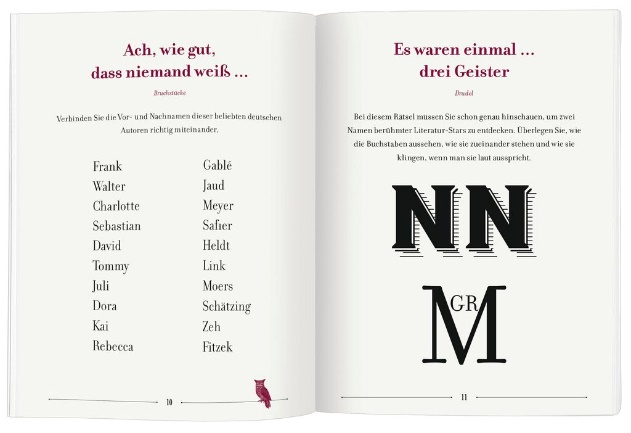 Ach, wie gut,
dass niemand weiß ...
Bruchstücke
Verbinden Sie die Vor- und Nachnamen dieser beliebten deutschen
Autoren richtig miteinander.
Frank Gablé
Walter Jaud
Charlotte Meyer
Sebastian Safier
David Heldt
Tommy Link
Juli Moers
Dora Schätzing
Kai Zeh
Rebecca Fitzek
10
Es waren einmal ...
drei Geister
Drudel
Bei diesem Rätsel müssen Sie schon genau hinschauen, um zwei
Namen berühmter Literatur-Stars zu entdecken. Überlegen Sie, wie
die Buchstaben aussehen, wie sie zueinander stehen und wie sie
klingen, wenn man sie laut ausspricht.
NN
GR
M
11